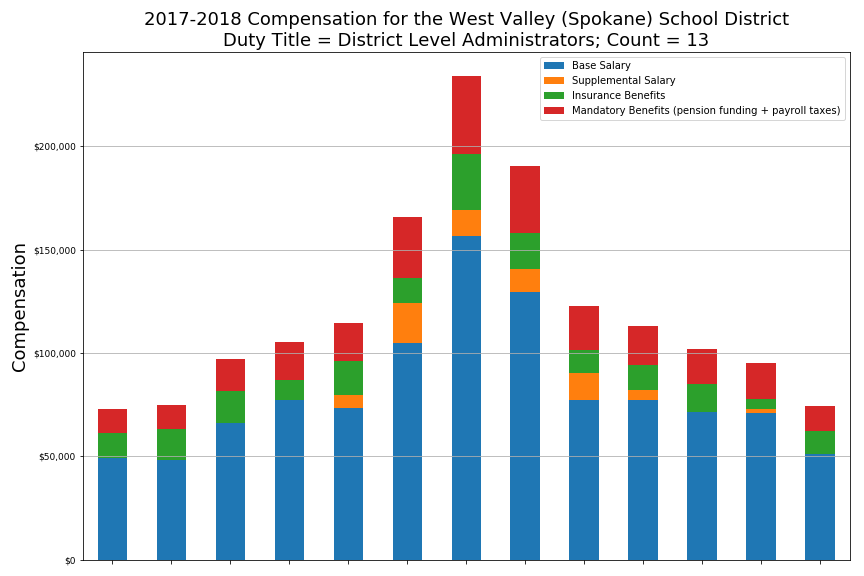 2017-2018 Compensation for the West Valley (Spokane) School District
Duty Title = District Level Administrators; Count = 13
Base Salary
Supplemental Salary
Insurance Benefits
Mandatory Benefits (pension funding + payroll taxes)
$200,000
$150,000
$100,000
$50,000
$0
Compensation